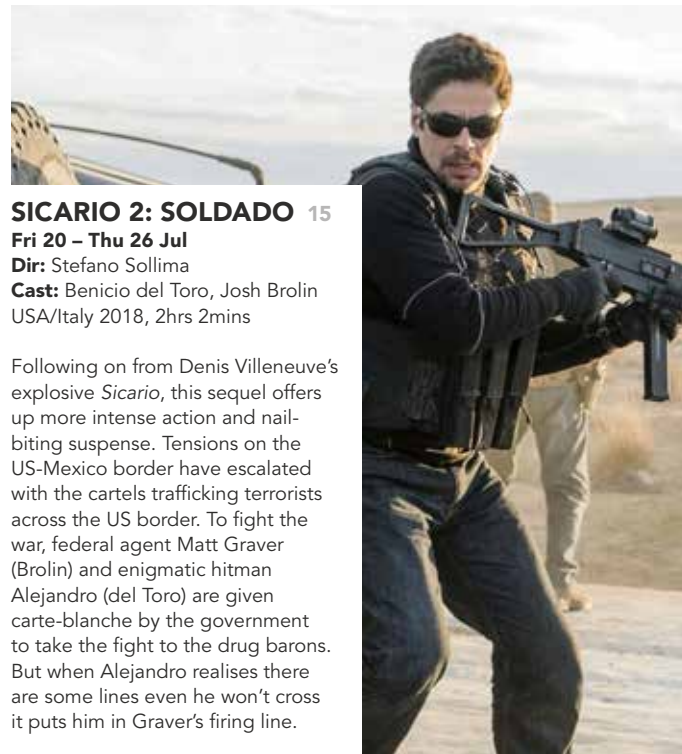 SICARIO 2: SOLDADO 15
Fri 20 – Thu 26 Jul
Dir: Stefano Sollima
Cast: Benicio del Toro, Josh Brolin
USA/Italy 2018, 2hrs 2mins
Following on from Denis Villeneuve’s
explosive Sicario, this sequel offers
up more intense action and nail-
biting suspense. Tensions on the
US-Mexico border have escalated
with the cartels trafficking terrorists
across the US border. To fight the
war, federal agent Matt Graver
(Brolin) and enigmatic hitman
Alejandro (del Toro) are given
carte-blanche by the government
to take the fight to the drug barons.
But when Alejandro realises there
are some lines even he won’t cross
it puts him in Graver’s firing line.